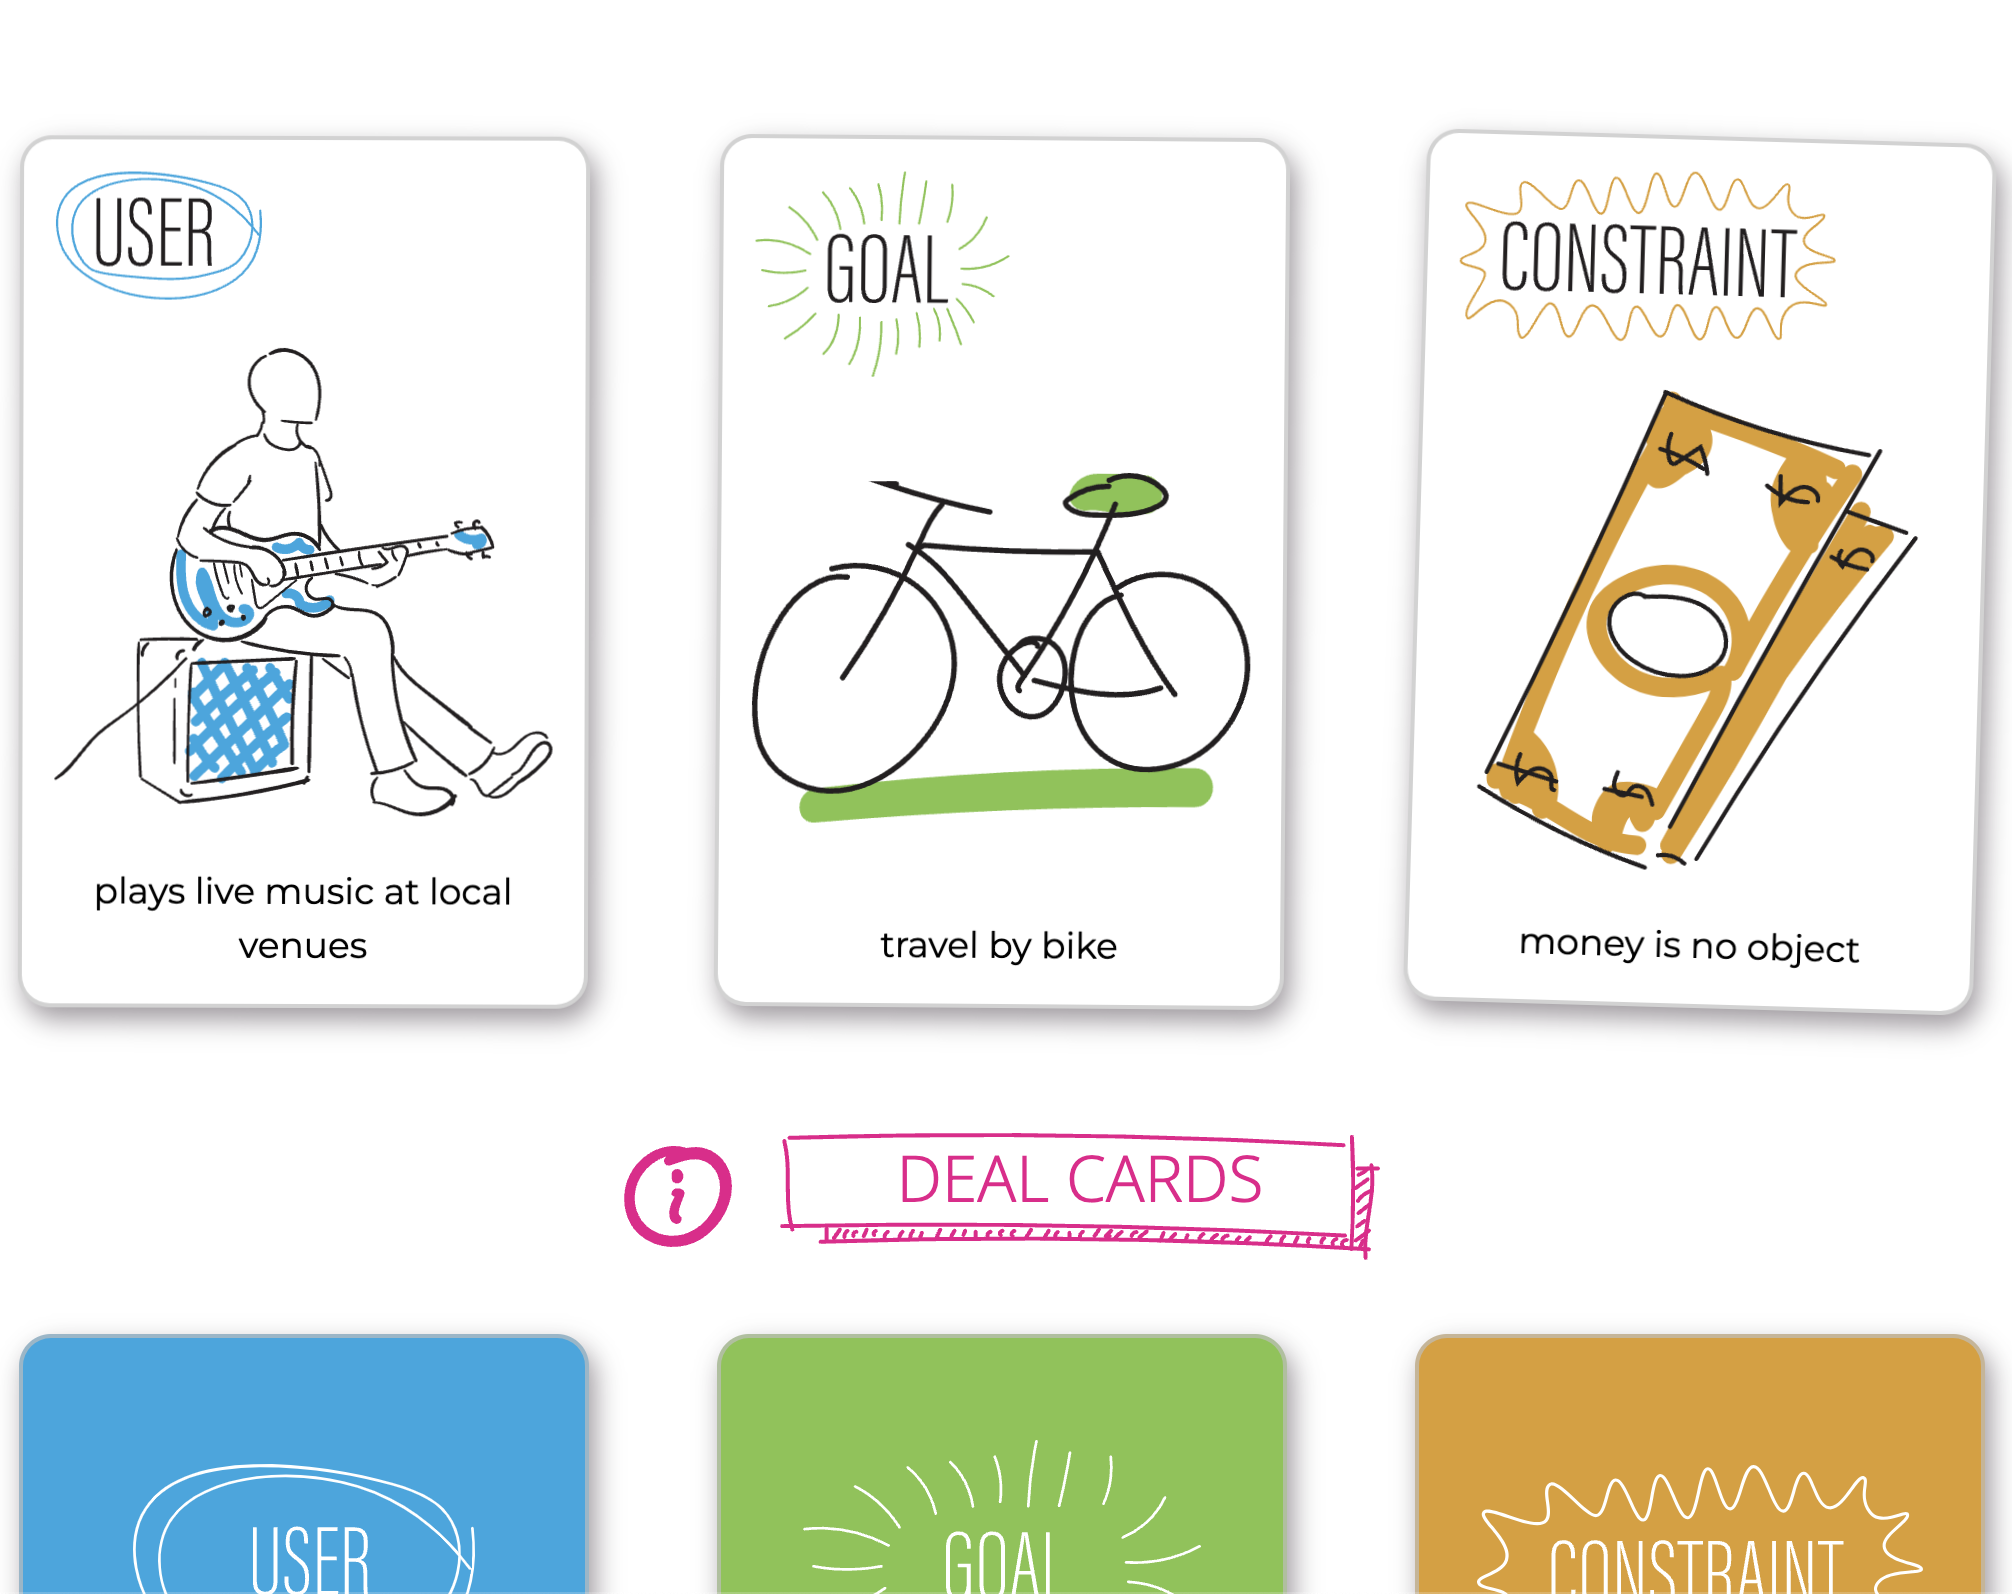 USER
plays live music at local
venues
GOAL
travel by bike
CONSTRAINT
$
$
$
$
$
money is no object
i
DEAL CARDS
USER
GOAL
CONSTRAINT